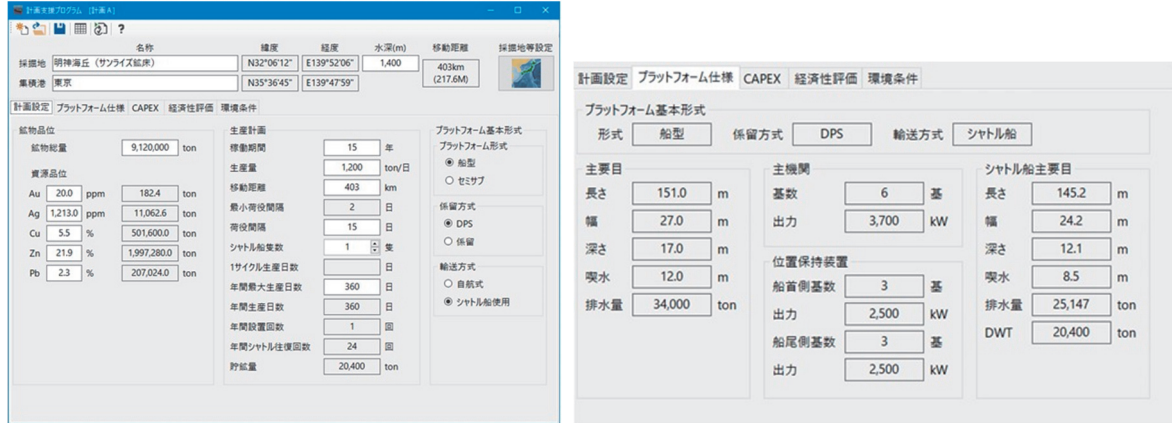 計画支援プログラム [計画A]
名称 緯度 経度 水深(m) 移動距離 採掘地等設定
採掘地 明神海丘 (サンライズ鉱床) N32°06'12" E139°52'06" 1,400 403km (217.6M)
集積港 東京 N35°36'45" E139°47'59"
計画設定 プラットフォーム仕様 CAPEX 経済性評価 環境条件
鉱物品位
鉱物総量 9,120,000 ton
資源品位
Au 20.0 ppm 182.4 ton
Ag 1,213.0 ppm 11,062.6 ton
Cu 5.5 % 501,600.0 ton
Zn 21.9 % 1,997,280.0 ton
Pb 2.3 % 207,024.0 ton
生産計画
稼働期間 15 年
生産量 1,200 ton/日
移動距離 403 km
最小荷役間隔 2 日
荷役間隔 15 日
シャトル船隻数 1 隻
1サイクル生産日数 日
年間最大生産日数 360 日
年間生産日数 360 日
年間設置回数 1 回
年間シャトル往復回数 24 回
貯鉱量 20,400 ton
プラットフォーム基本形式
プラットフォーム形式
船型
セミサブ
係留方式
DPS
係留
輸送方式
自航式
シャトル船使用
計画設定 プラットフォーム仕様 CAPEX 経済性評価 環境条件
プラットフォーム基本形式
形式 船型 係留方式 DPS 輸送方式 シャトル船
主要目
長さ 151.0 m
幅 27.0 m
深さ 17.0 m
喫水 12.0 m
排水量 34,000 ton
主機関
基数 6 基
出力 3,700 kW
位置保持装置
船首側基数 3 基
出力 2,500 kW
船尾側基数 3 基
出力 2,500 kW
シャトル船主要目
長さ 145.2 m
幅 24.2 m
深さ 12.1 m
喫水 8.5 m
排水量 25,147 ton
DWT 20,400 ton